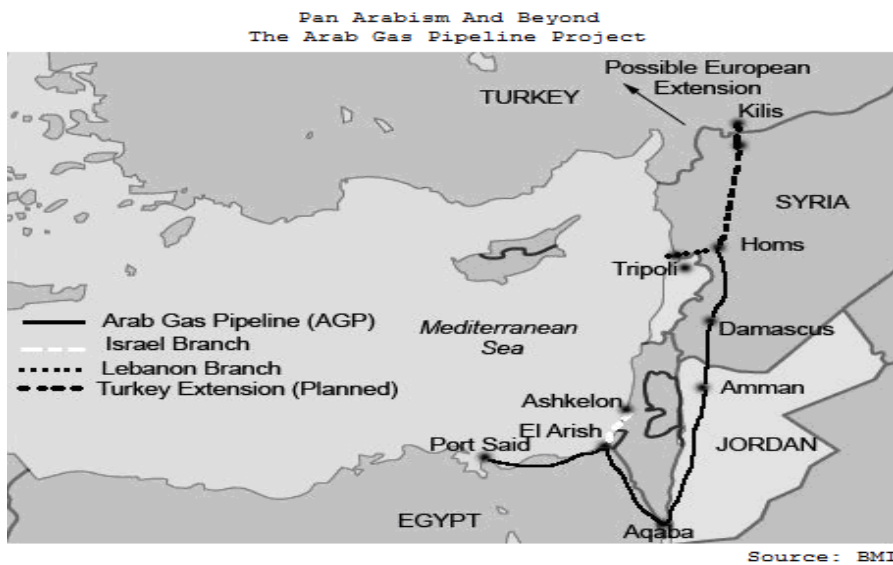 Pan Arabism And Beyond
The Arab Gas Pipeline Project
Possible European
Extension
TURKEY
Kilis
SYRIA
Homs
Tripoli
Arab Gas Pipeline (AGP)
Israel Branch
Lebanon Branch
Turkey Extension (Planned)
Mediterranean
Sea
Damascus
Amman
Ashkelon
El Arish
Port Said
JORDAN
EGYPT
Aqaba
Source: BMI